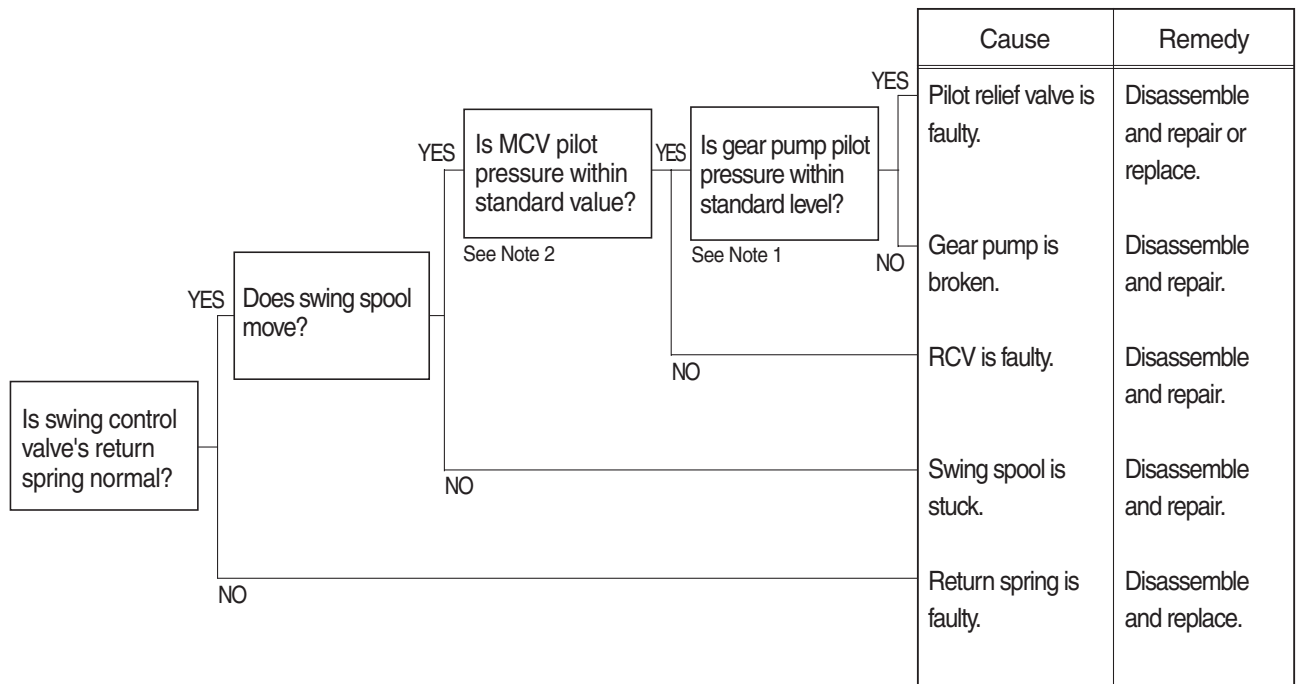 Cause
Remedy
YES
Pilot relief valve is
faulty.
Disassemble
and repair or
replace.
YES
Is MCV pilot
pressure within
standard value?
See Note 2
YES
Is gear pump pilot
pressure within
standard level?
See Note 1
NO
Gear pump is
broken.
Disassemble
and repair.
YES
Does swing spool
move?
NO
RCV is faulty.
Disassemble
and repair.
Is swing control
valve's return
spring normal?
NO
Swing spool is
stuck.
Disassemble
and repair.
NO
Return spring is
faulty.
Disassemble
and replace.